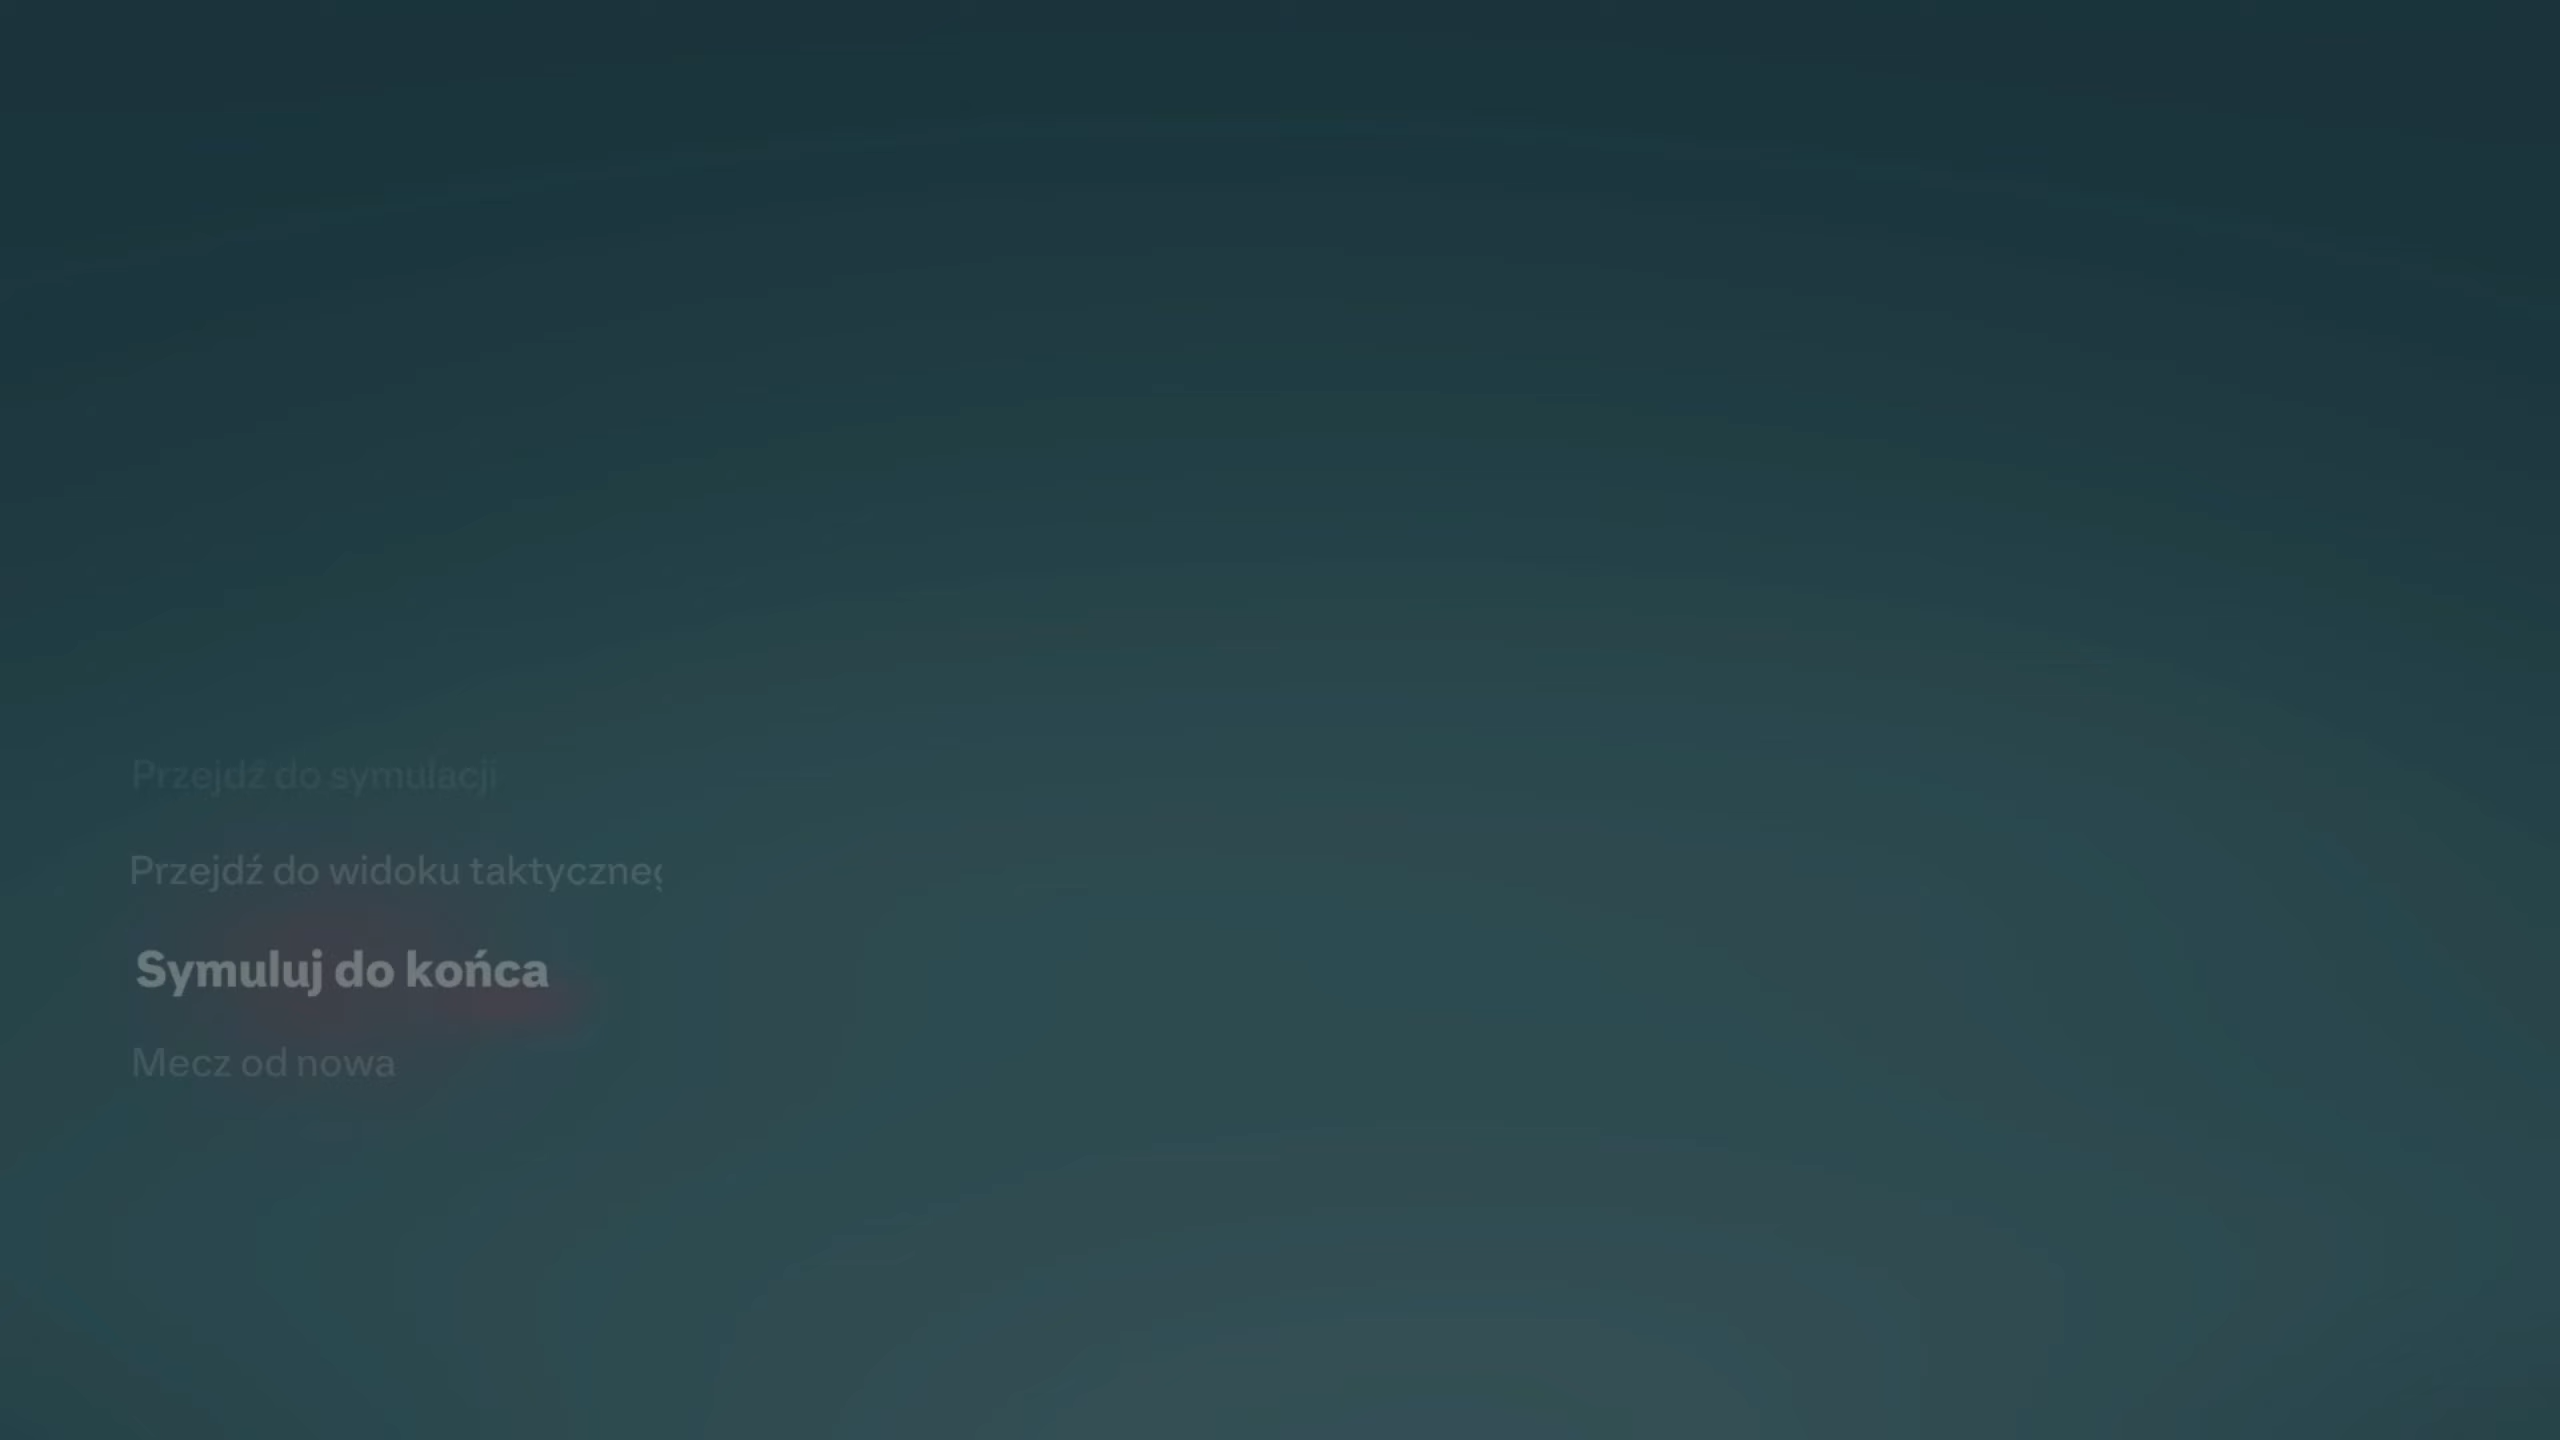 Przejdź do symulacji
Przejdź do widoku taktyczneg
Symuluj do końca
Mecz od nowa